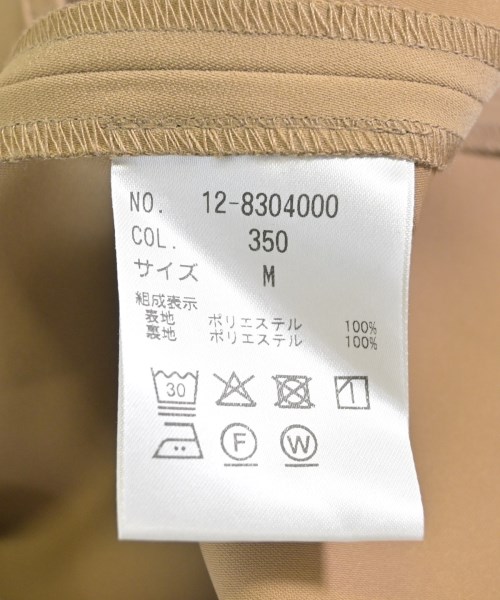 NO. 12-8304000
COL. 350
サイズ M
組成表示
表地 ポリエステル 100%
裏地 ポリエステル 100%
30
F W